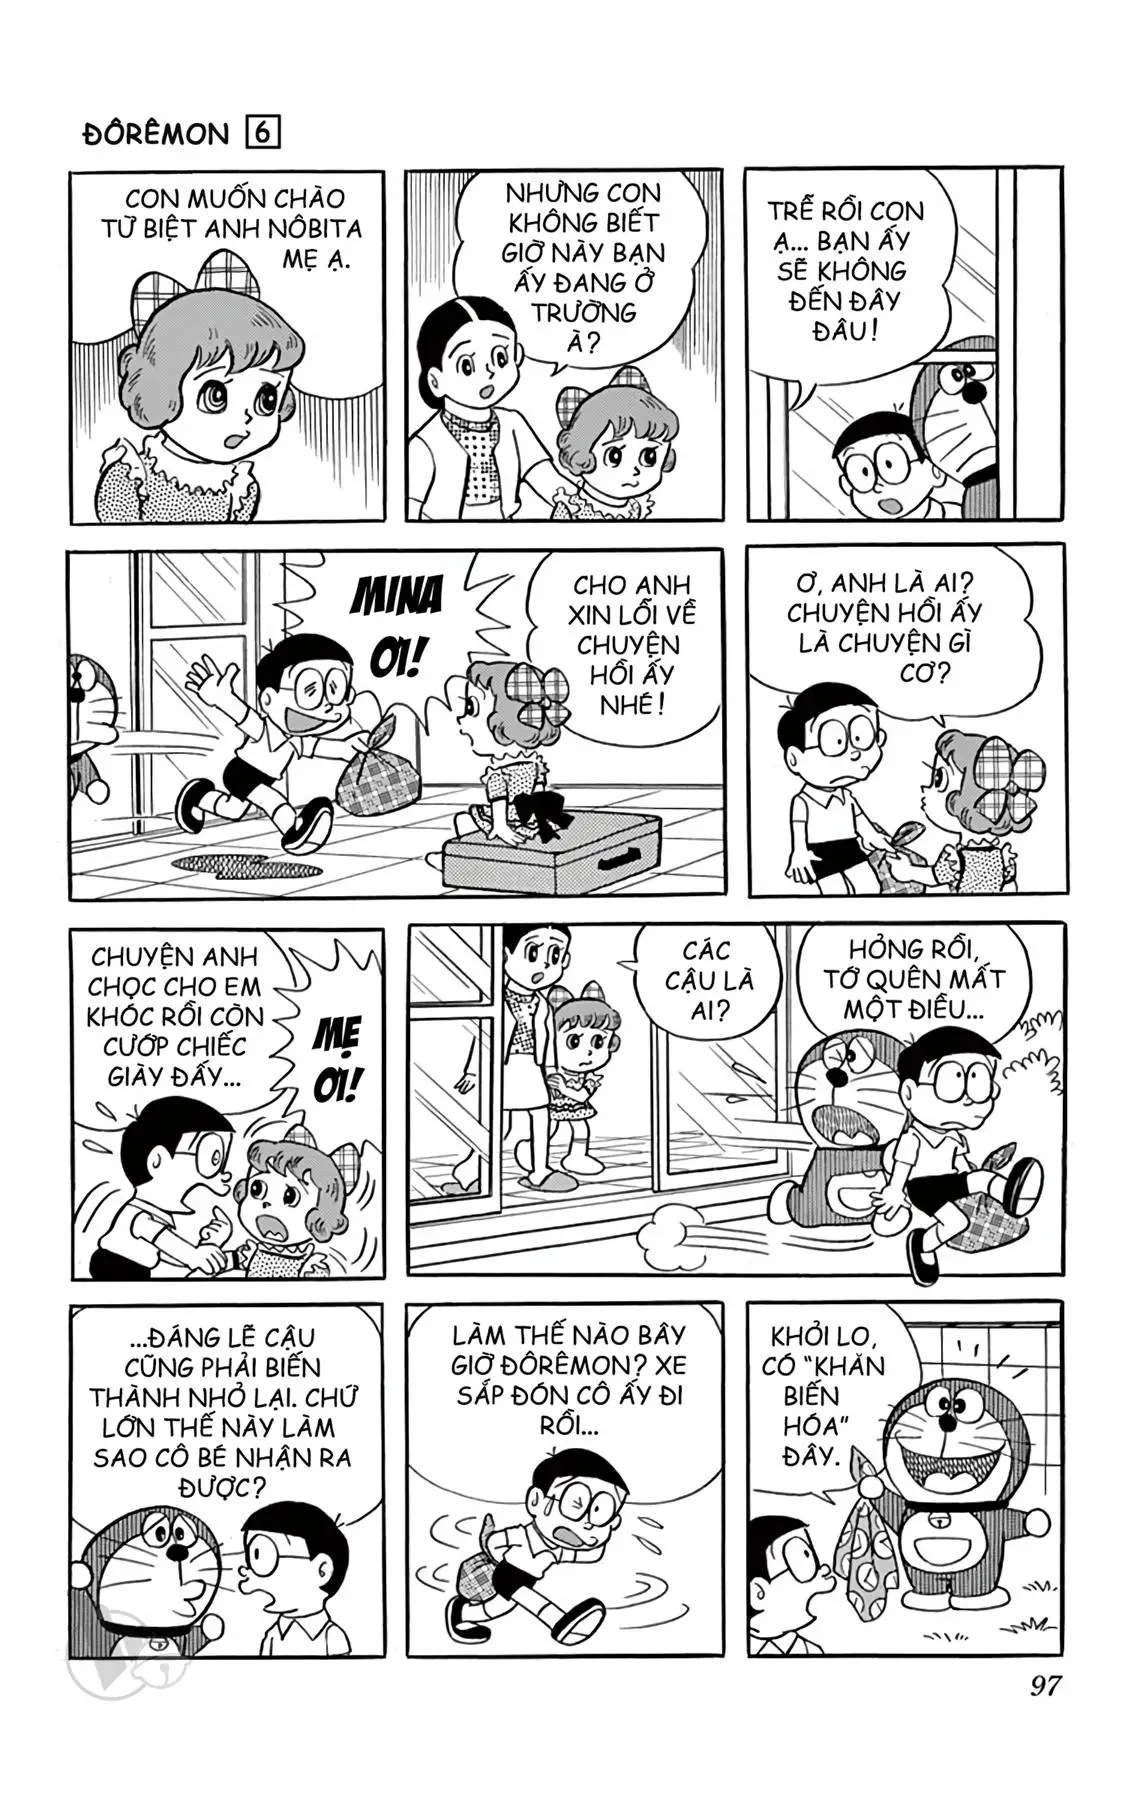 ĐÔRÊMON 6
CON MUỐN CHÀO
TỪ BIỆT ANH NÔBITA
MẸ Ạ.
NHƯNG CON
KHÔNG BIẾT
GIỜ NÀY BẠN
ẤY ĐANG Ở
TRƯỜNG
À?
TRỄ RỒI CON
Ạ... BẠN ẤY
SẼ KHÔNG
ĐẾN ĐÂY
ĐÂU!
MINA
ƠI!
CHO ANH
XIN LỖI VỀ
CHUYỆN
HỒI ẤY
NHÉ!
Ơ, ANH LÀ AI?
CHUYỆN HỒI ẤY
LÀ CHUYỆN GÌ
CƠ?
CHUYỆN ANH
CHỌC CHO EM
KHÓC RỒI CÒN
CƯỚP CHIẾC
GIÀY ĐẤY...
MẸ
ƠI!
CÁC
CẬU LÀ
AI?
HỎNG RỒI,
TỚ QUÊN MẤT
MỘT ĐIỀU...
...ĐÁNG LẼ CẬU
CŨNG PHẢI BIẾN
THÀNH NHỎ LẠI. CHỨ
LỚN THẾ NÀY LÀM
SAO CÔ BÉ NHẬN RA
ĐƯỢC?
LÀM THẾ NÀO BÂY
GIỜ ĐÔRÊMON? XE
SẮP ĐÓN CÔ ẤY ĐI
RỒI...
KHỎI LO,
CÓ "KHĂN
BIẾN
HÓA"
ĐÂY.
97